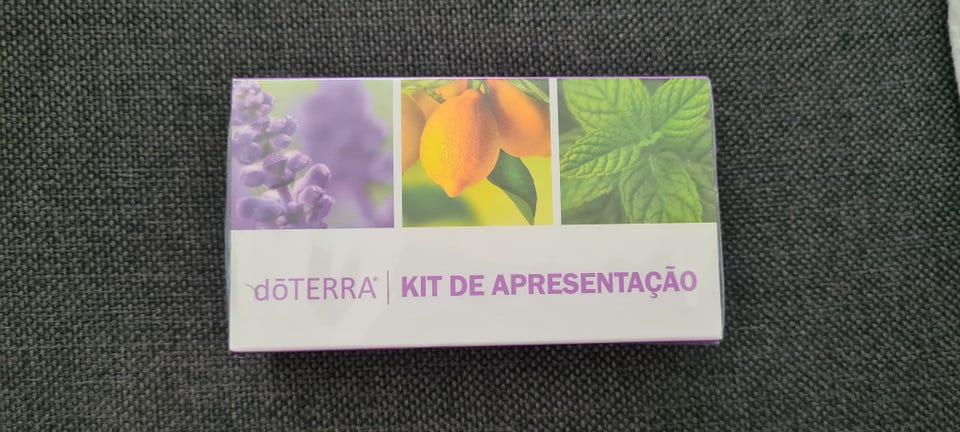 dōTERRA® | KIT DE APRESENTAÇÃO